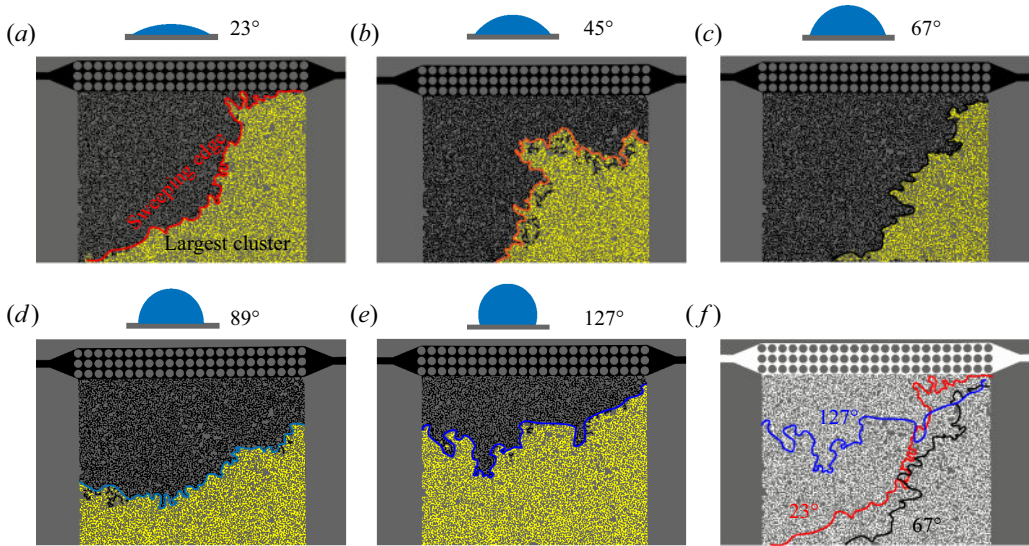 (a) 23°
(b) 45°
(c) 67°
Sweeping edge
Largest cluster
(d) 89°
(e) 127°
(f)
127°
23°
67°